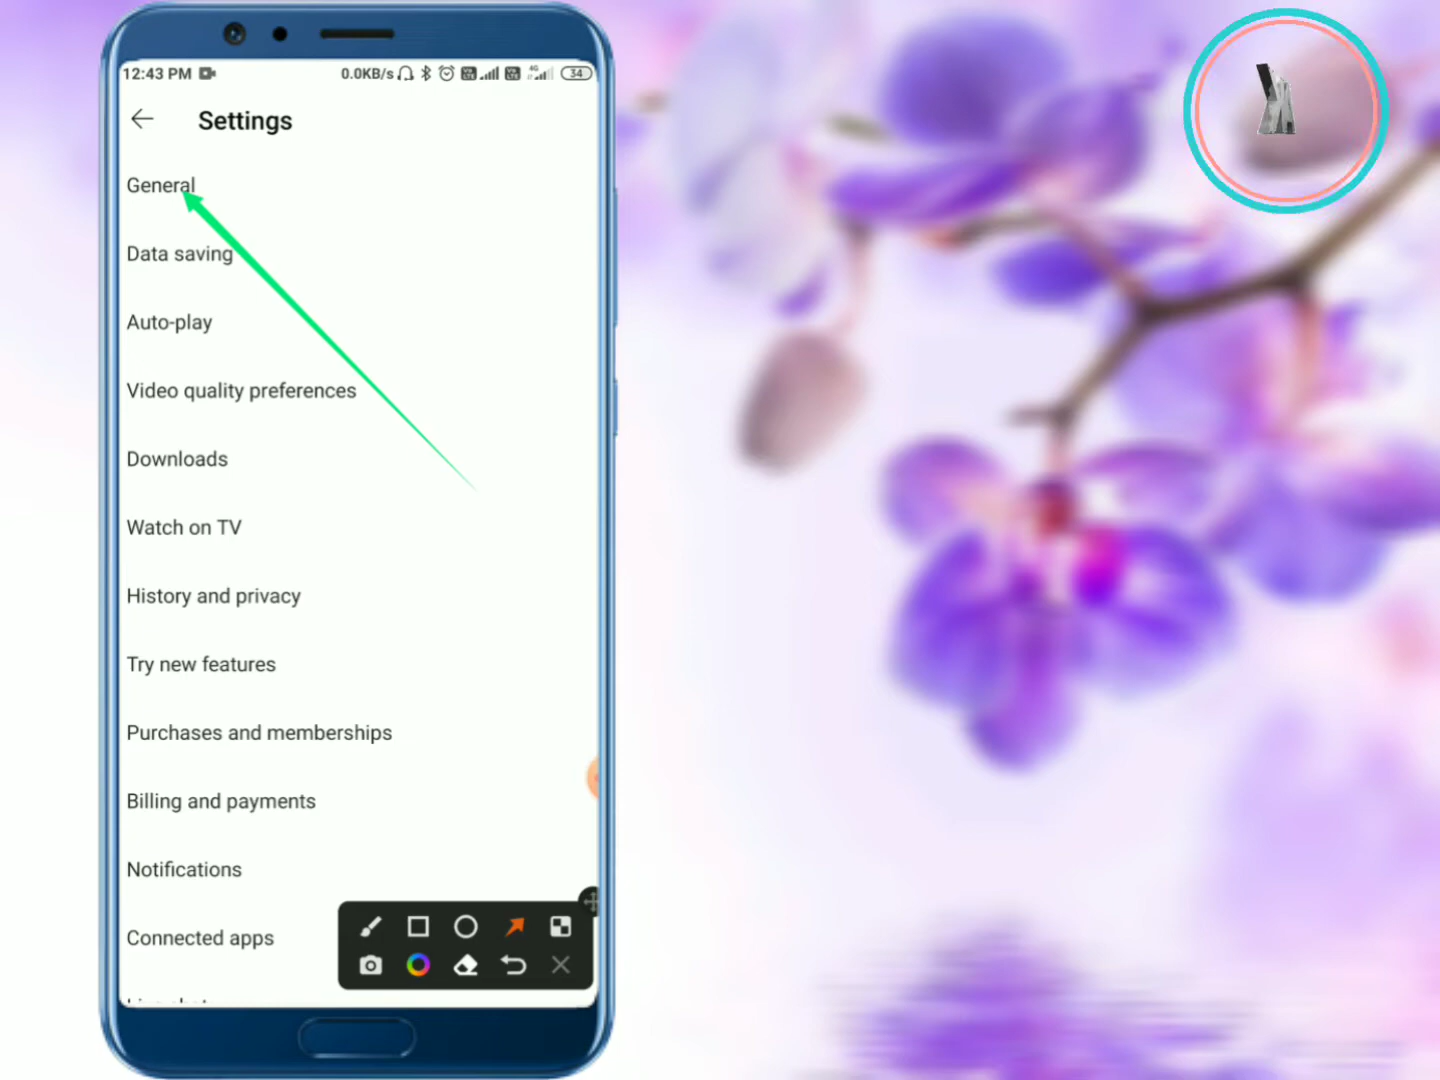 12:43 PM 0.0KB/s 4G 34
Settings
General
Data saving
Auto-play
Video quality preferences
Downloads
Watch on TV
History and privacy
Try new features
Purchases and memberships
Billing and payments
Notifications
Connected apps